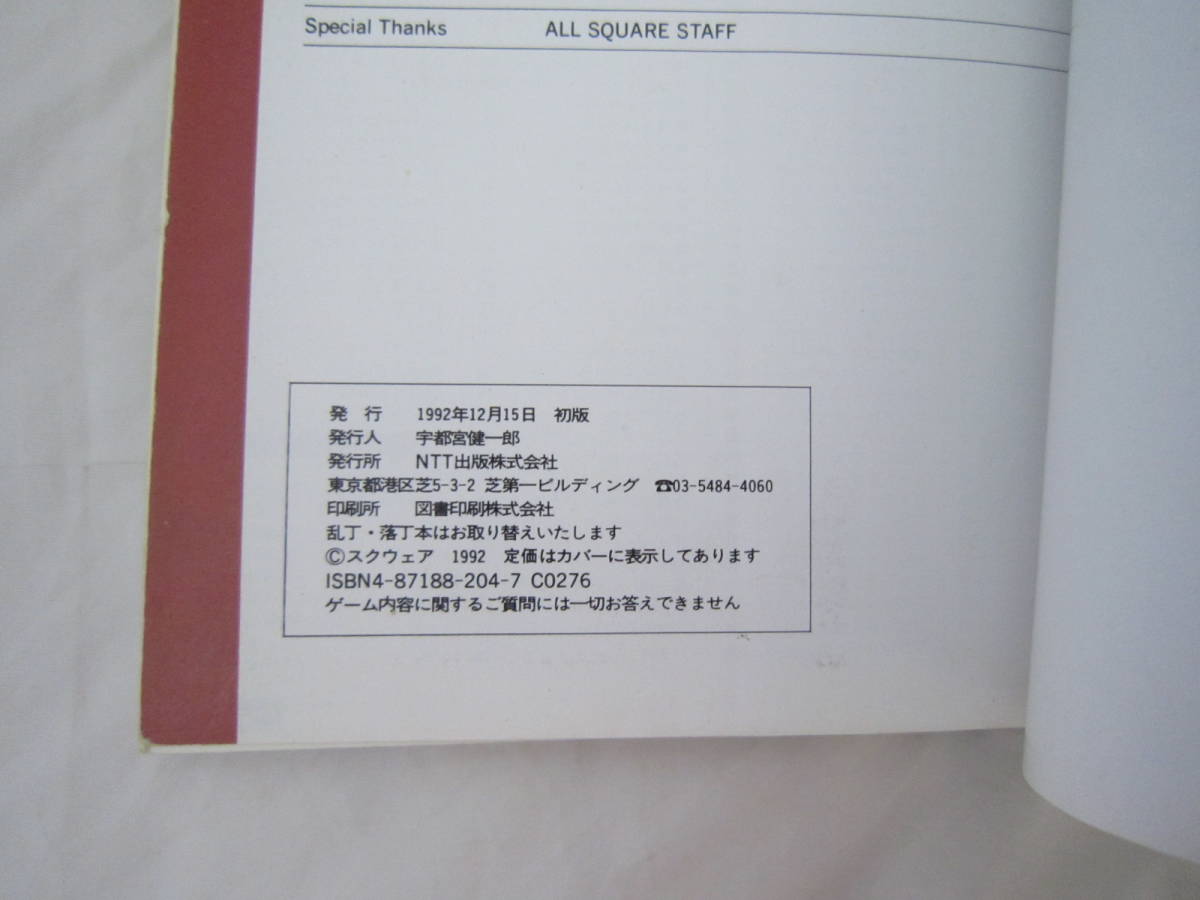 Special Thanks ALL SQUARE STAFF
発 行 1992年12月15日 初版
発行人 宇都宮健一郎
発行所 NTT出版株式会社
東京都港区芝5-3-2 芝第一ビルディング ☎03-5484-4060
印刷所 図書印刷株式会社
乱丁・落丁本はお取り替えいたします
©スクウェア 1992 定価はカバーに表示してあります
ISBN4-87188-204-7 C0276
ゲーム内容に関するご質問には一切お答えできません